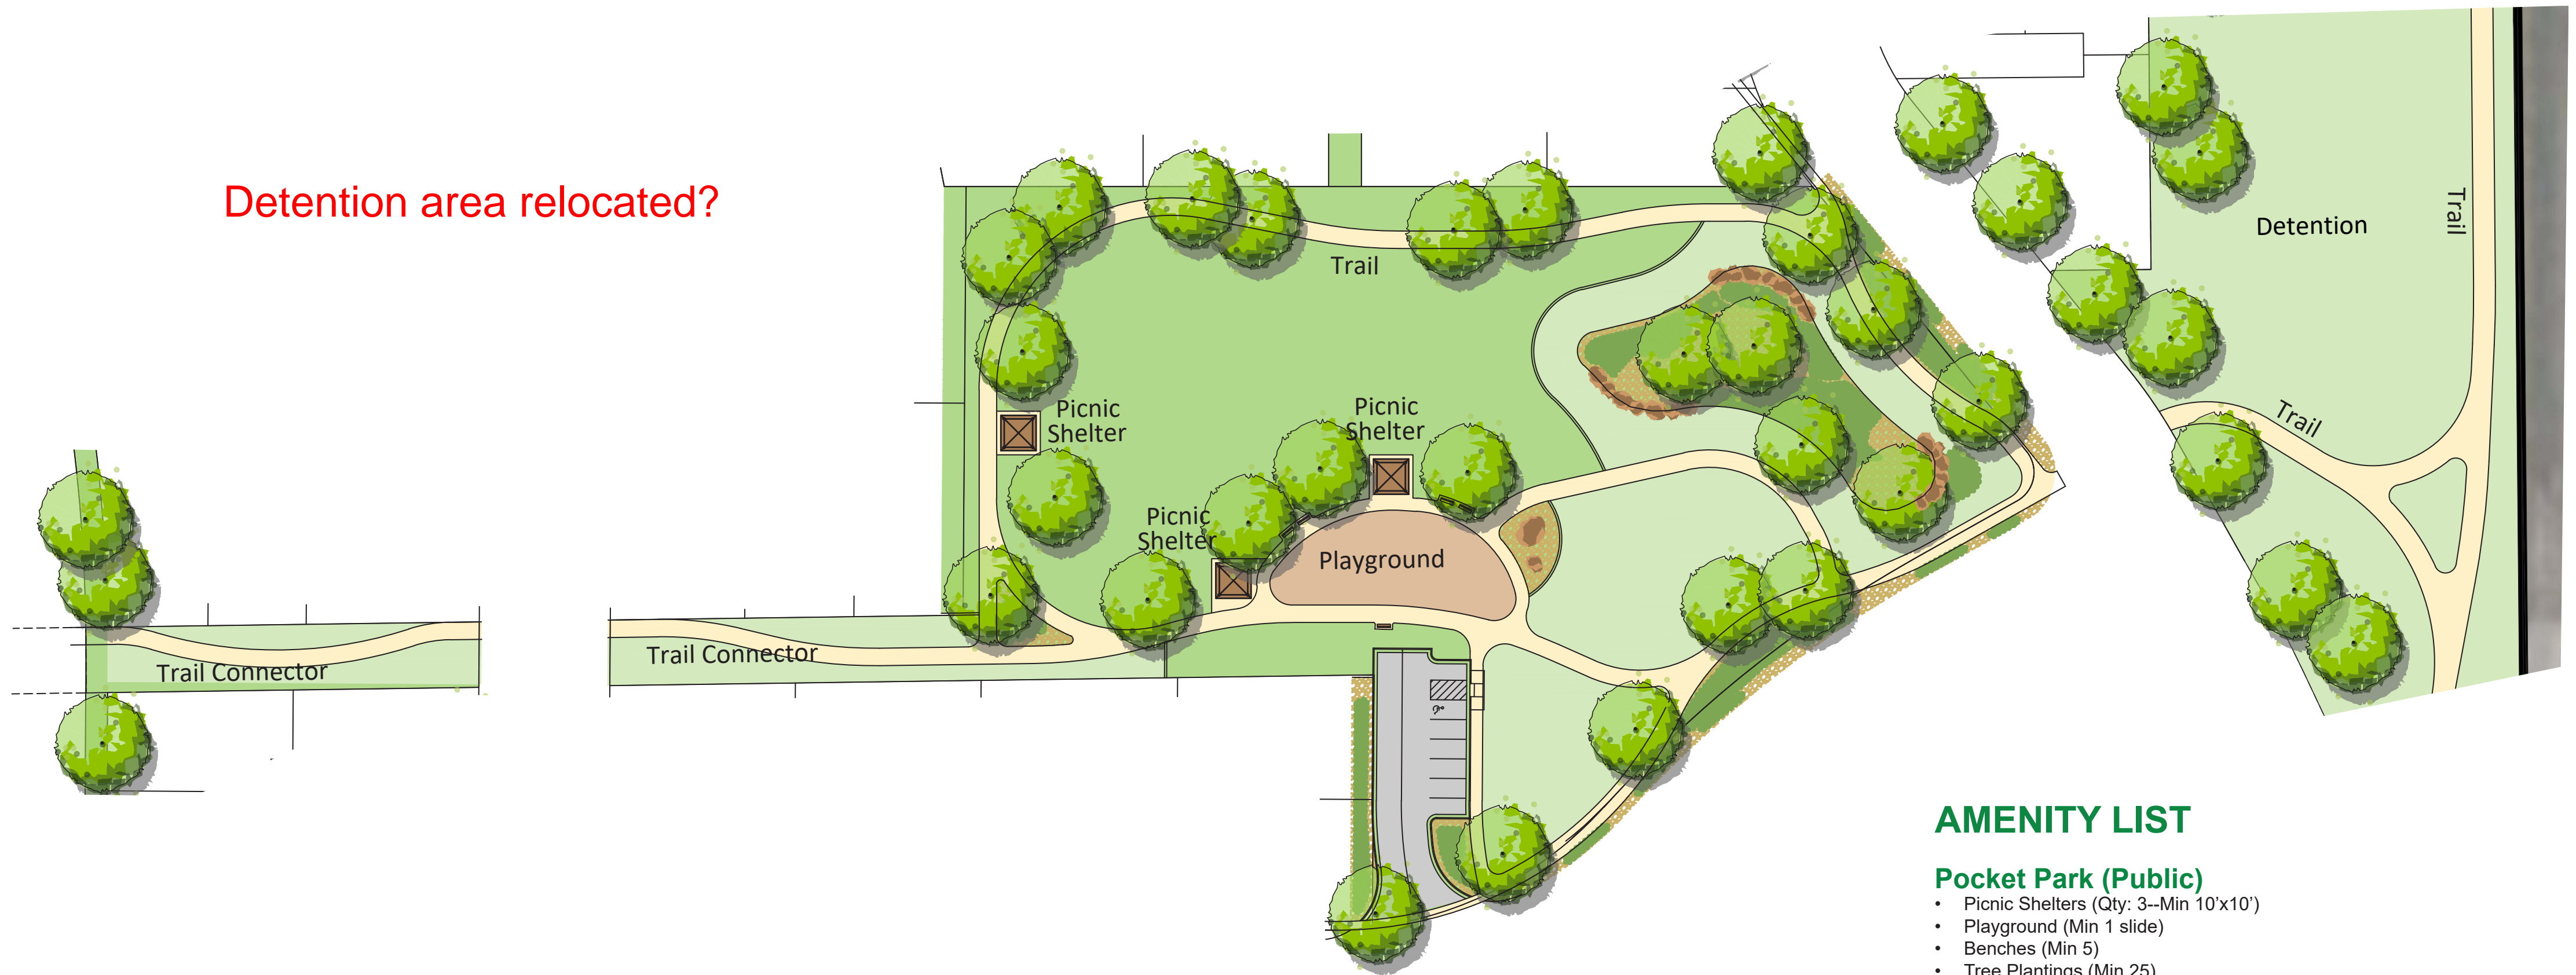 Detention area relocated?
Detention
Trail
Trail
Trail
Picnic
Shelter
Picnic
Shelter
Picnic
Shelter
Playground
Trail Connector
Trail Connector
AMENITY LIST
Pocket Park (Public)
• Picnic Shelters (Qty: 3--Min 10'x10')
• Playground (Min 1 slide)
• Benches (Min 5)
• Tree Plantings (Min 25)